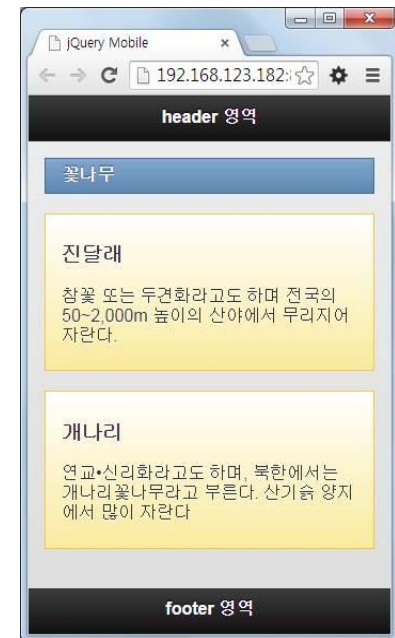 jQuery Mobile
192.168.123.182:
header 영역
꽃나무
진달래
참꽃 또는 두견화라고도 하며 전국의
50~2,000m 높이의 산야에서 무리지어
자란다.
개나리
연교•신리화라고도 하며, 북한에서는
개나리꽃나무라고 부른다. 산기슭 양지
에서 많이 자란다
footer 영역